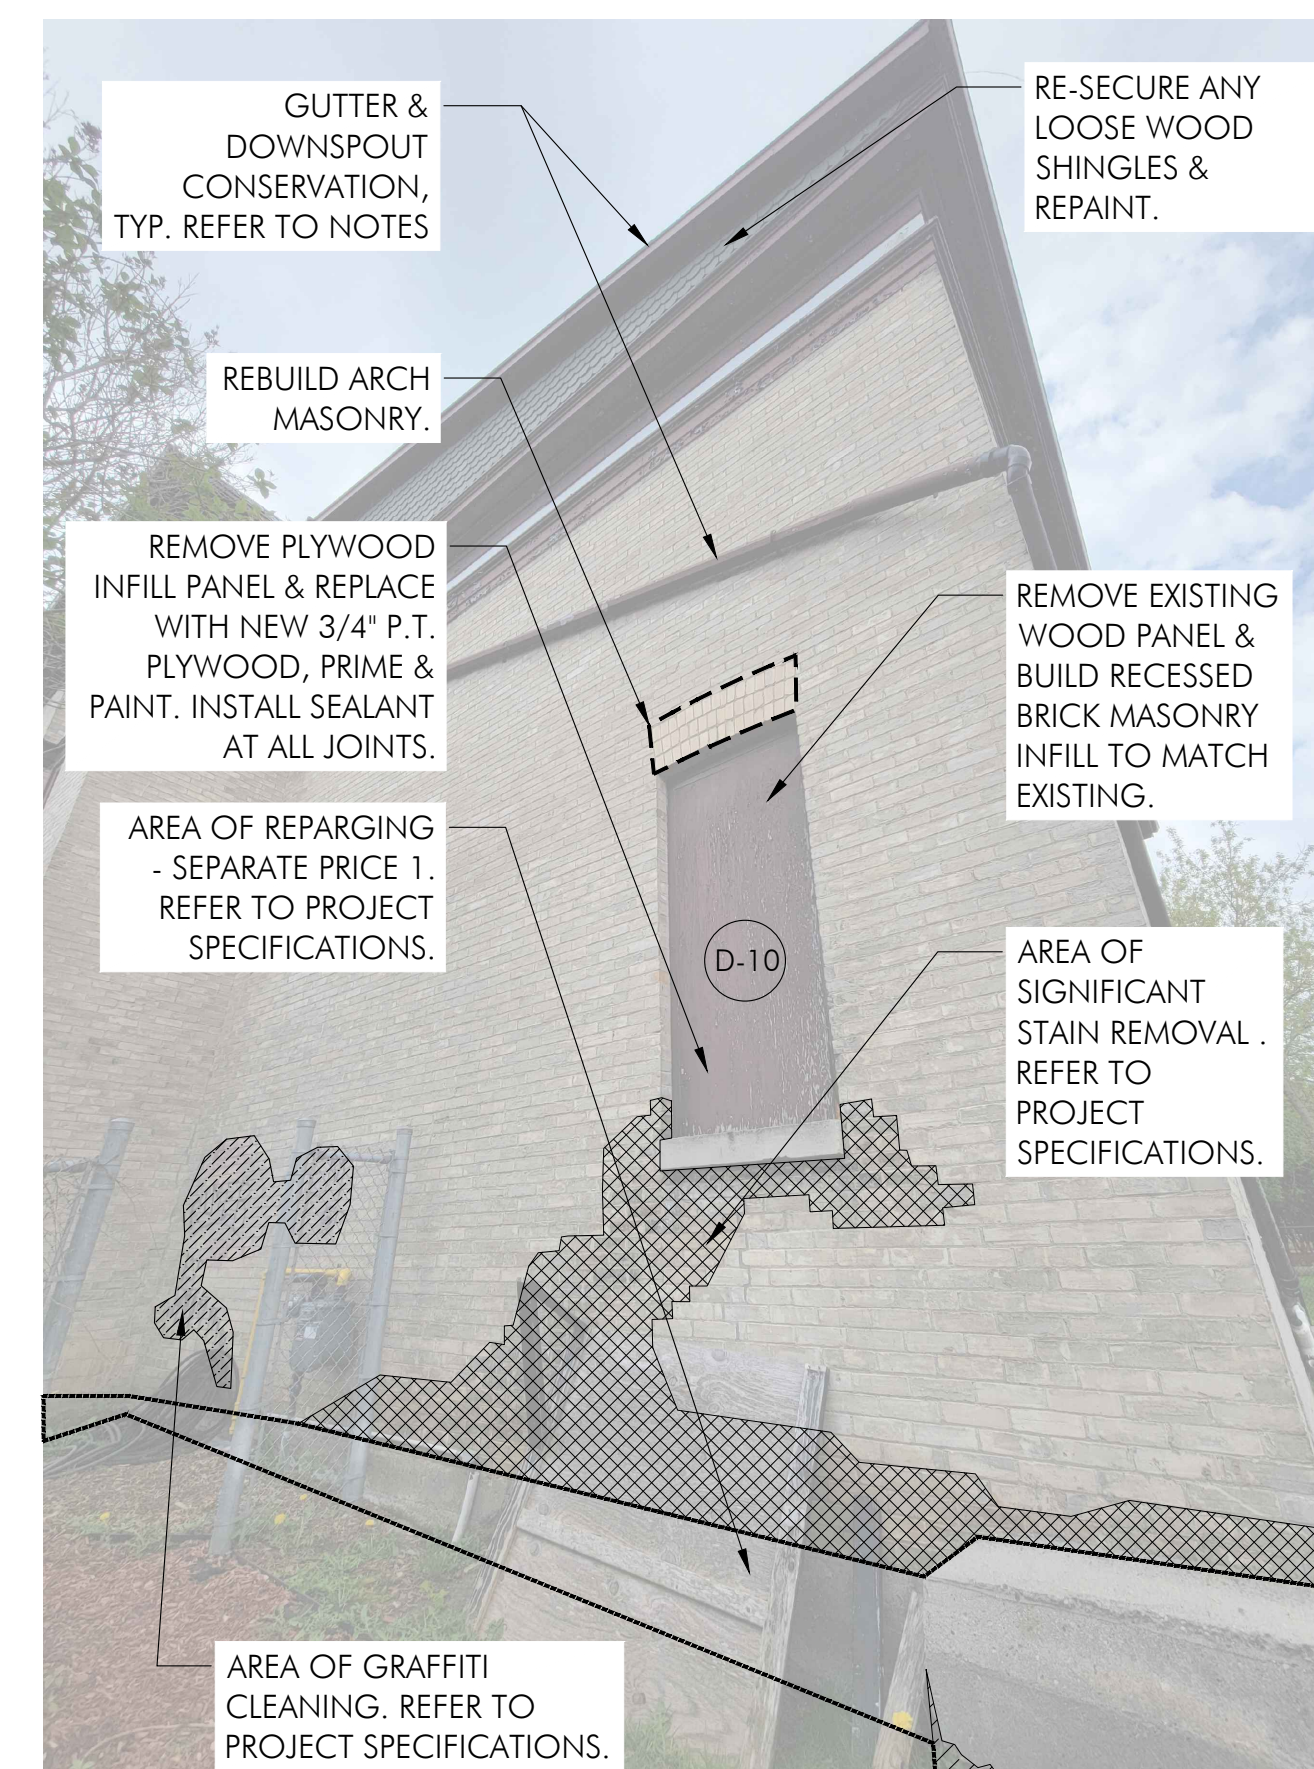 GUTTER &
DOWNSPOUT
CONSERVATION,
TYP. REFER TO NOTES
RE-SECURE ANY
LOOSE WOOD
SHINGLES &
REPAINT.
REBUILD ARCH
MASONRY.
REMOVE PLYWOOD
INFILL PANEL & REPLACE
WITH NEW 3/4" P.T.
PLYWOOD, PRIME &
PAINT. INSTALL SEALANT
AT ALL JOINTS.
REMOVE EXISTING
WOOD PANEL &
BUILD RECESSED
BRICK MASONRY
INFILL TO MATCH
EXISTING.
AREA OF REPARGING
- SEPARATE PRICE 1.
REFER TO PROJECT
SPECIFICATIONS.
D-10
AREA OF
SIGNIFICANT
STAIN REMOVAL .
REFER TO
PROJECT
SPECIFICATIONS.
AREA OF GRAFFITI
CLEANING. REFER TO
PROJECT SPECIFICATIONS.